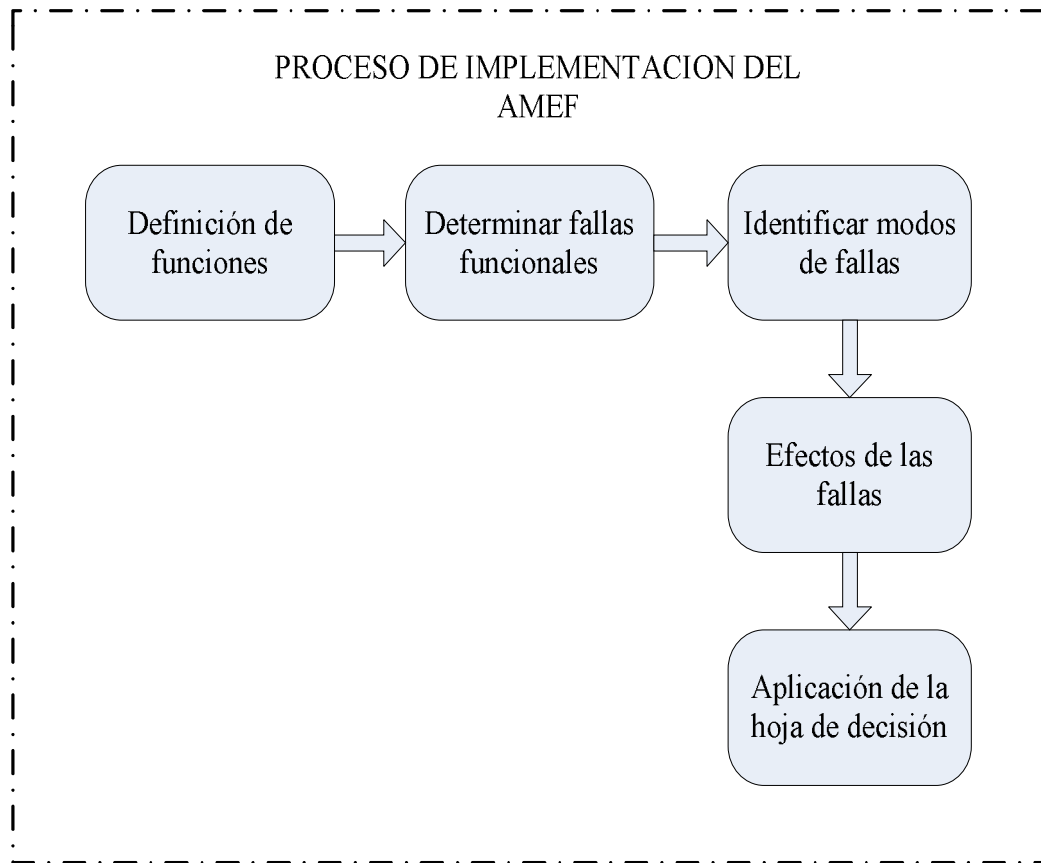 PROCESO DE IMPLEMENTACION DEL
AMEF
Definición de
funciones
Determinar fallas
funcionales
Identificar modos
de fallas
Efectos de las
fallas
Aplicación de la
hoja de decisión